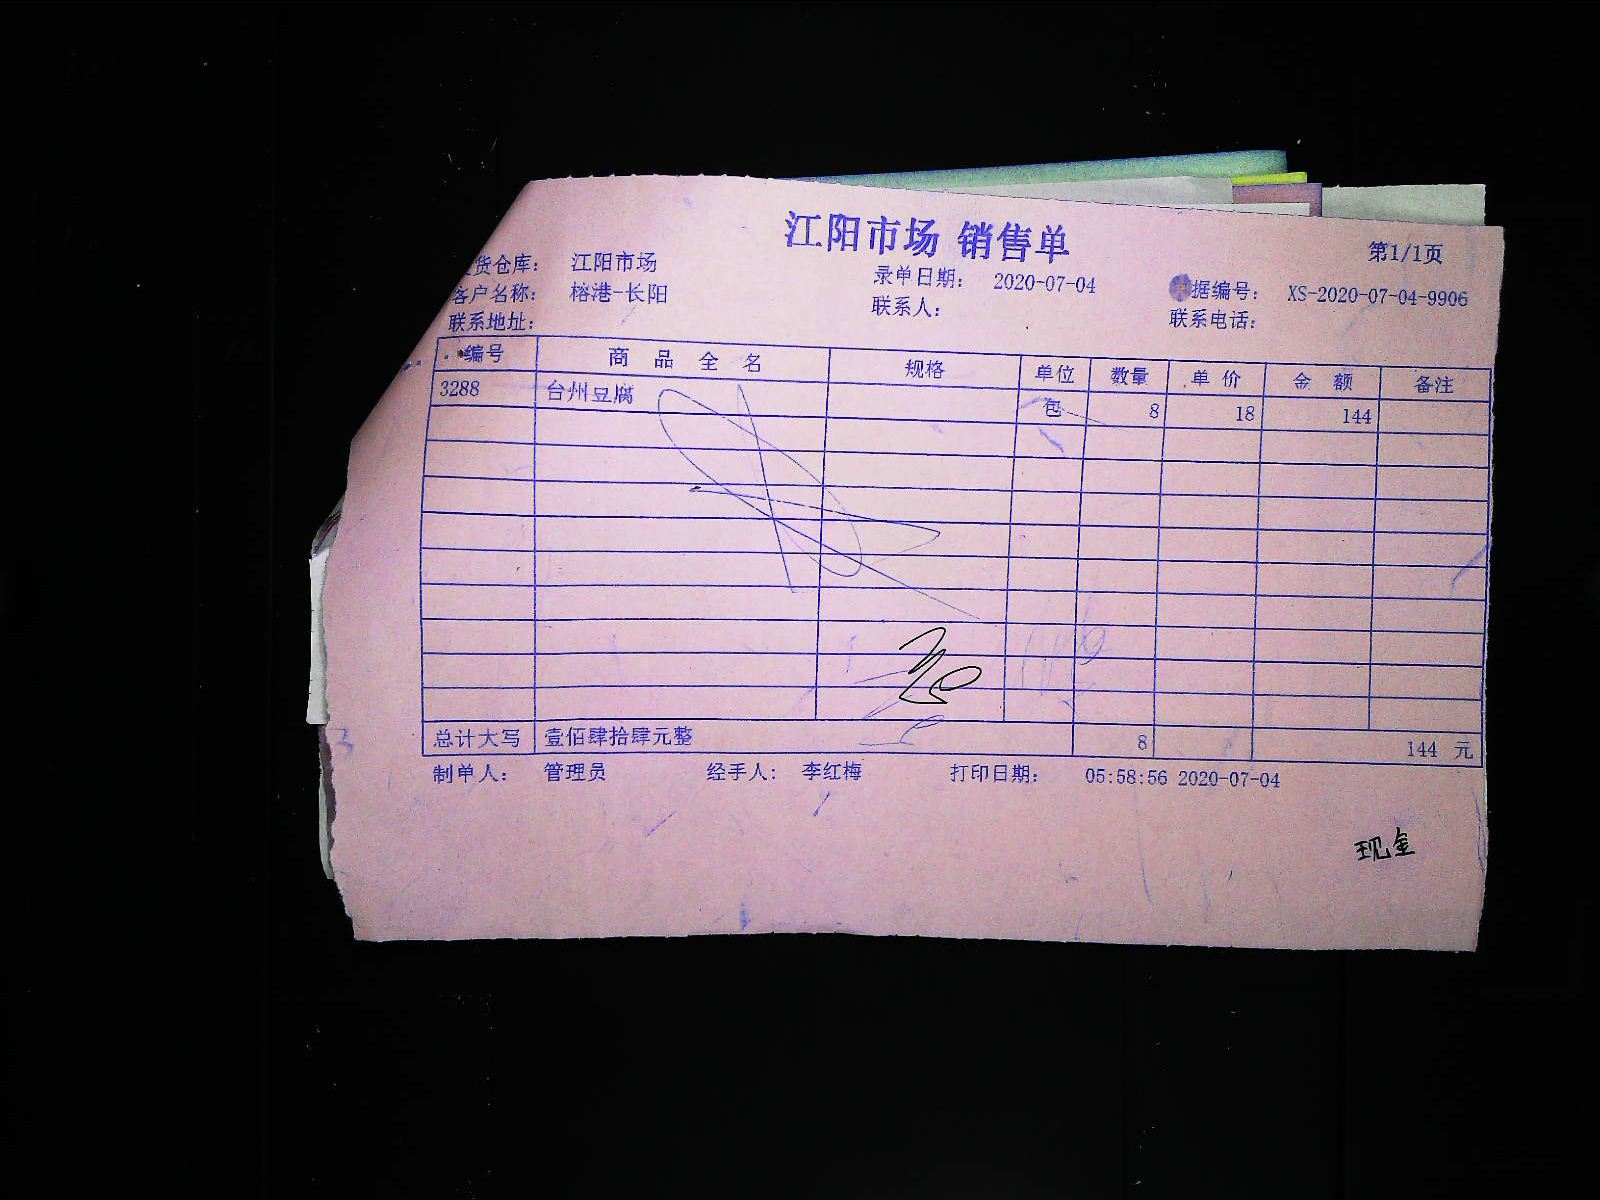 江阳市场 销售单
第1/1页
货仓库： 江阳市场 录单日期： 2020-07-04 据编号： XS-2020-07-04-9906
客户名称： 榕港-长阳 联系人： 联系电话：
联系地址：
编号 商品全名 规格 单位 数量 单价 金额 备注
3288 台州豆腐 包 8 18 144
总计大写 壹佰肆拾肆元整 8 144 元
制单人： 管理员 经手人： 李红梅 打印日期： 05:58:56 2020-07-04
现金